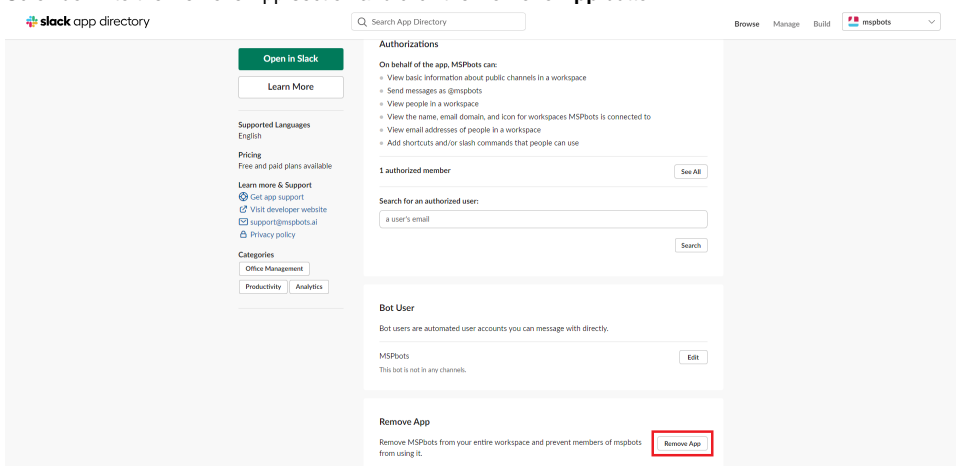 slack app directory
Search App Directory
Browse
Manage
Build
mspbots
Open in Slack
Learn More
Supported Languages
English
Pricing
Free and paid plans available
Learn more & Support
Get app support
Visit developer website
support@mspbots.ai
Privacy policy
Categories
Office Management
Productivity
Analytics
Authorizations
On behalf of the app, MSPbots can:
View basic information about public channels in a workspace
Send messages as @mspbots
View people in a workspace
View the name, email domain, and icon for workspaces MSPbots is connected to
View email addresses of people in a workspace
Add shortcuts and/or slash commands that people can use
1 authorized member
See All
Search for an authorized user:
a user's email
Search
Bot User
Bot users are automated user accounts you can message with directly.
MSPbots
Edit
This bot is not in any channels.
Remove App
Remove MSPbots from your entire workspace and prevent members of mspbots
from using it.
Remove App